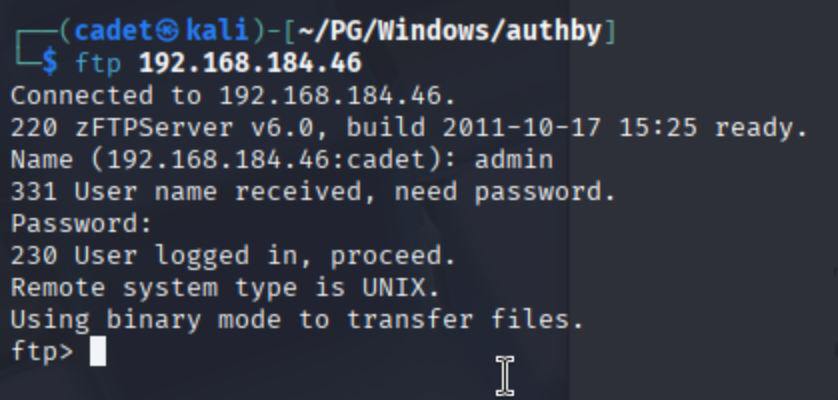 ┌──(cadet㉿kali)-[~/PG/Windows/authby]
└─$ ftp 192.168.184.46
Connected to 192.168.184.46.
220 zFTPServer v6.0, build 2011-10-17 15:25 ready.
Name (192.168.184.46:cadet): admin
331 User name received, need password.
Password:
230 User logged in, proceed.
Remote system type is UNIX.
Using binary mode to transfer files.
ftp>